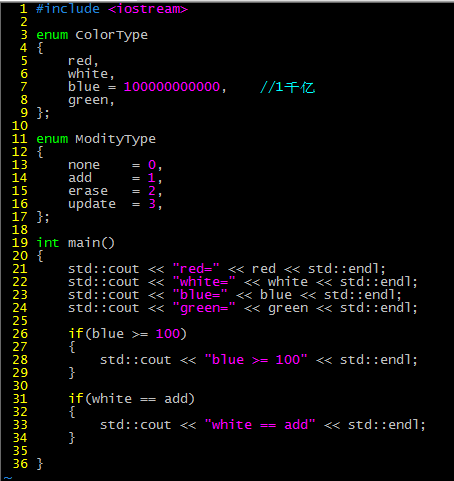 1 #include <iostream>
2
3 enum ColorType
4 {
5     red,
6     white,
7     blue = 100000000000,    //1千亿
8     green,
9 };
10
11 enum ModityType
12 {
13     none    = 0,
14     add     = 1,
15     erase   = 2,
16     update  = 3,
17 };
18
19 int main()
20 {
21     std::cout << "red=" << red << std::endl;
22     std::cout << "white=" << white << std::endl;
23     std::cout << "blue=" << blue << std::endl;
24     std::cout << "green=" << green << std::endl;
25
26     if(blue >= 100)
27     {
28         std::cout << "blue >= 100" << std::endl;
29     }
30
31     if(white == add)
32     {
33         std::cout << "white == add" << std::endl;
34     }
35
36 }
~